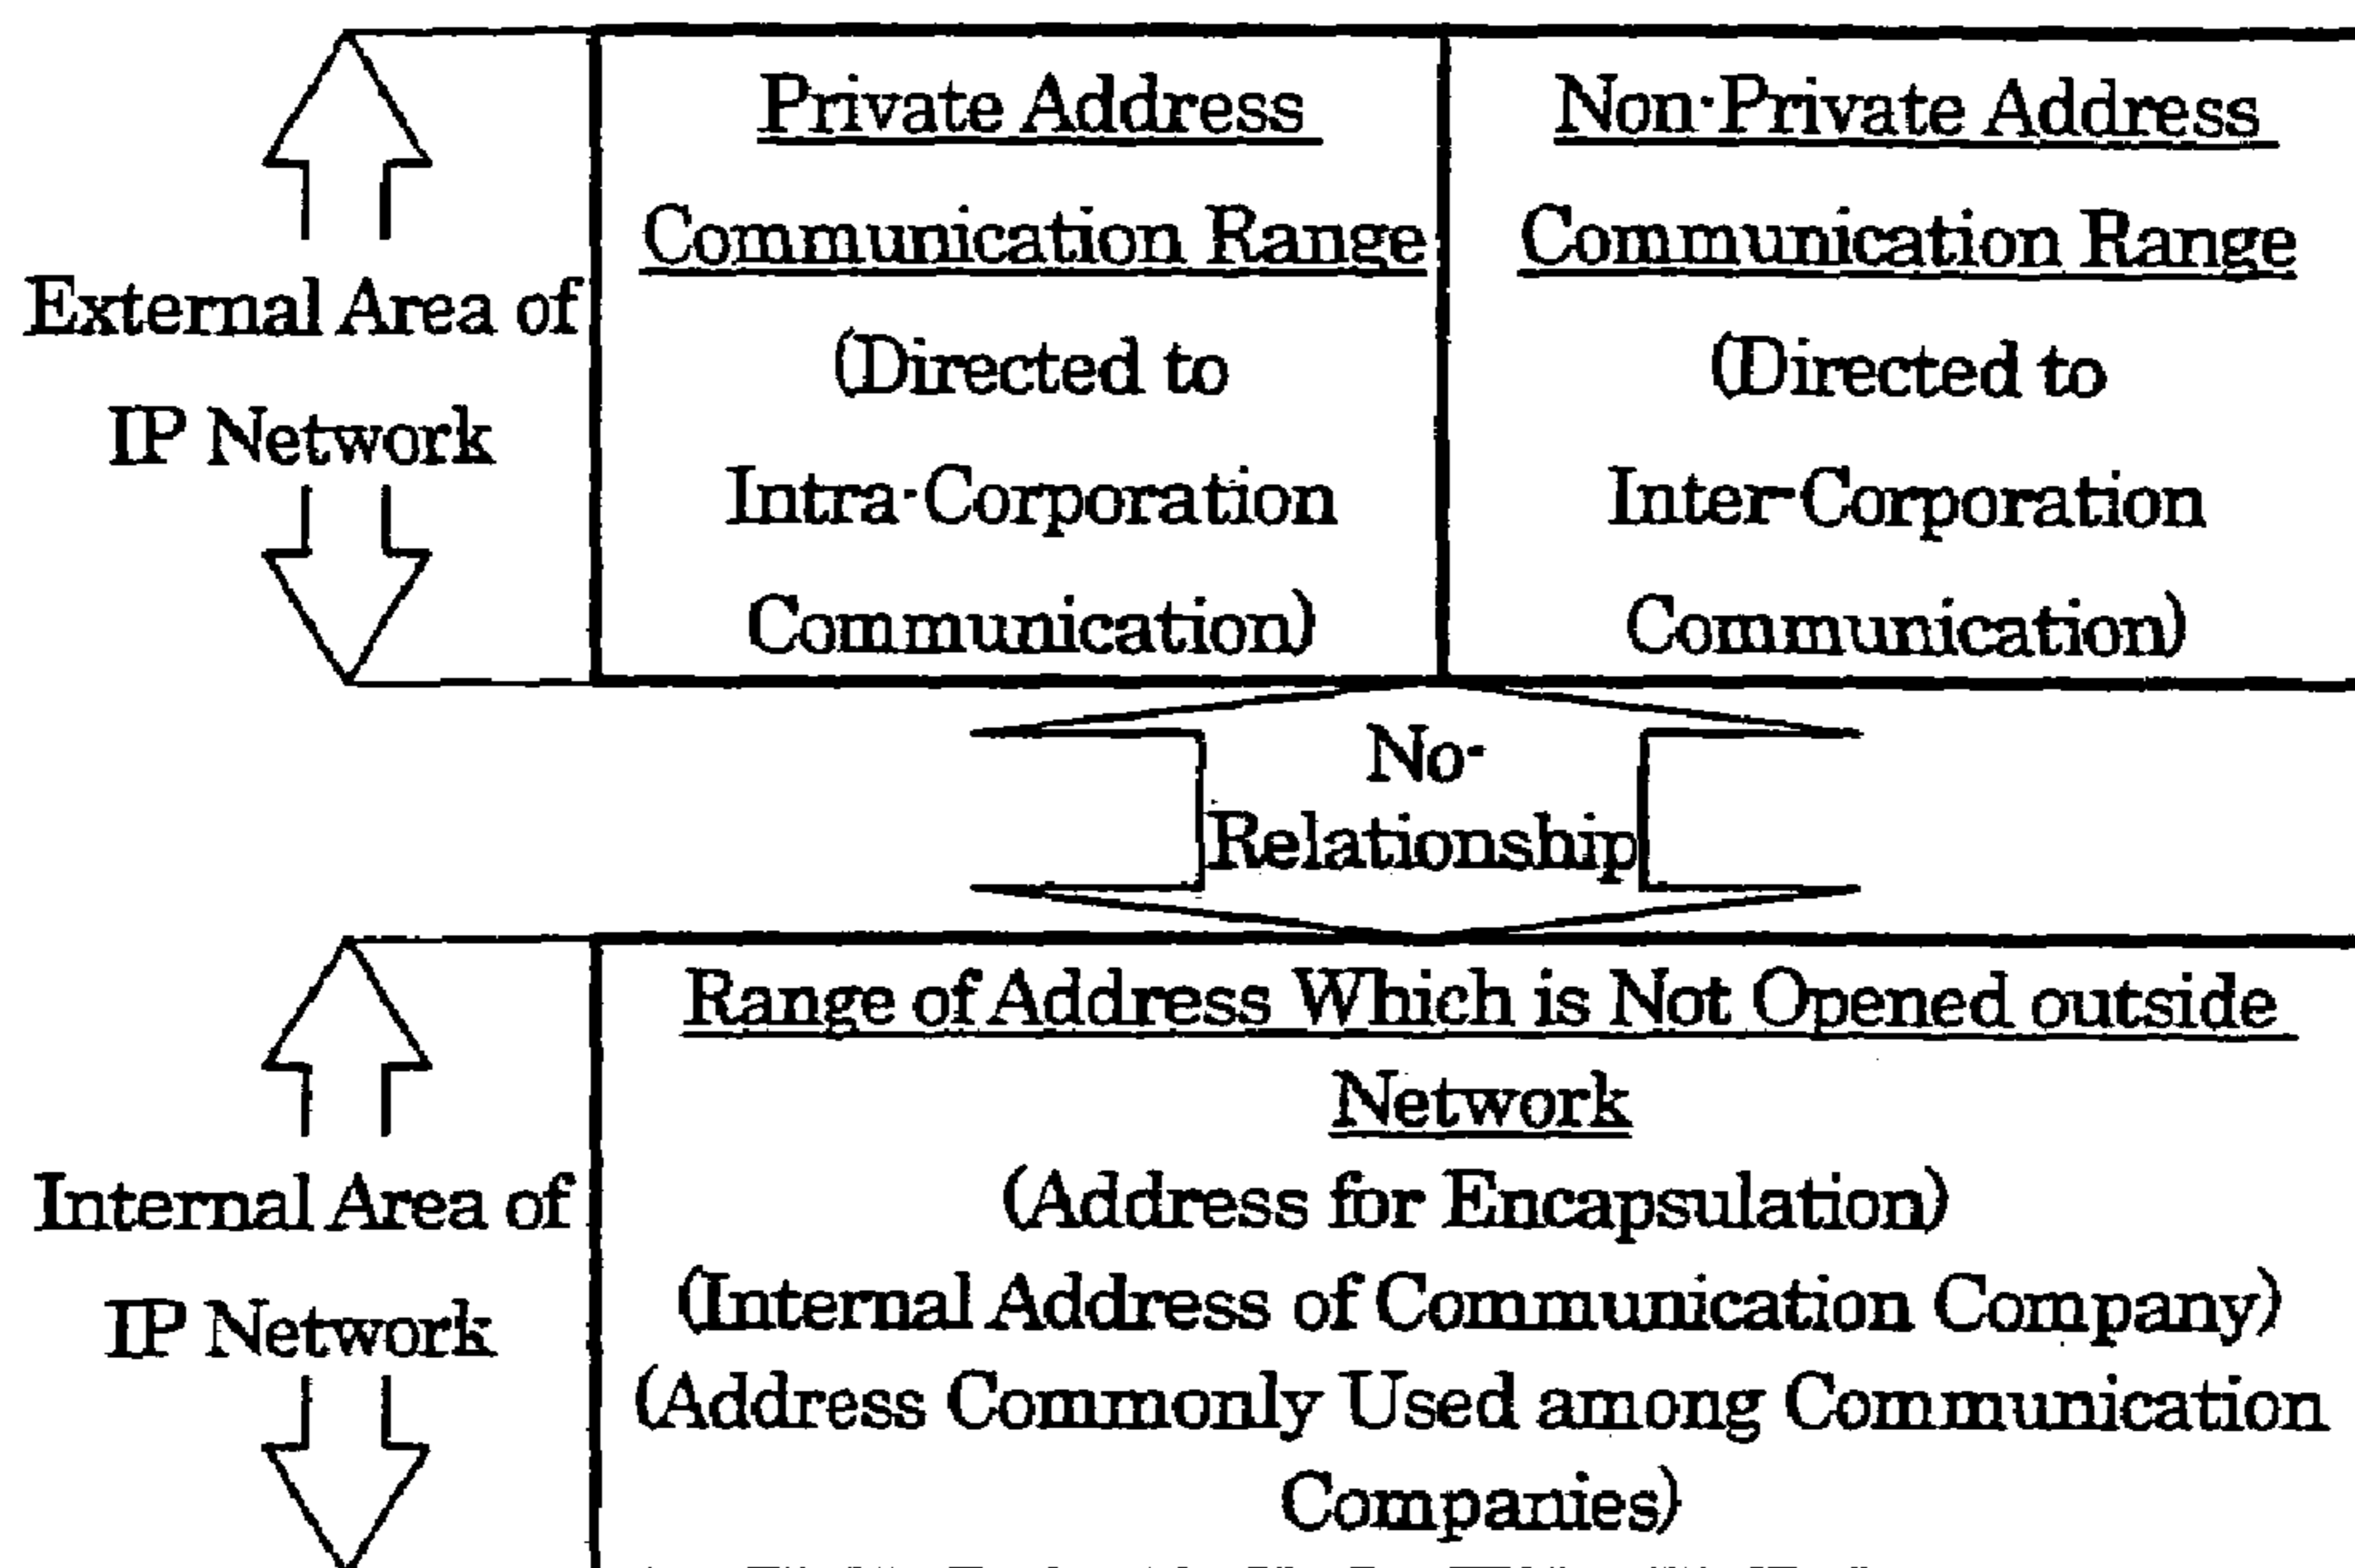 External Area of
IP Network
Private Address
Communication Range
(Directed to
Intra-Corporation
Communication)
Non-Private Address
Communication Range
(Directed to
Inter-Corporation
Communication)
No-
Relationship
Internal Area of
IP Network
Range of Address Which is Not Opened outside
Network
(Address for Encapsulation)
(Internal Address of Communication Company)
(Address Commonly Used among Communication
Companies)